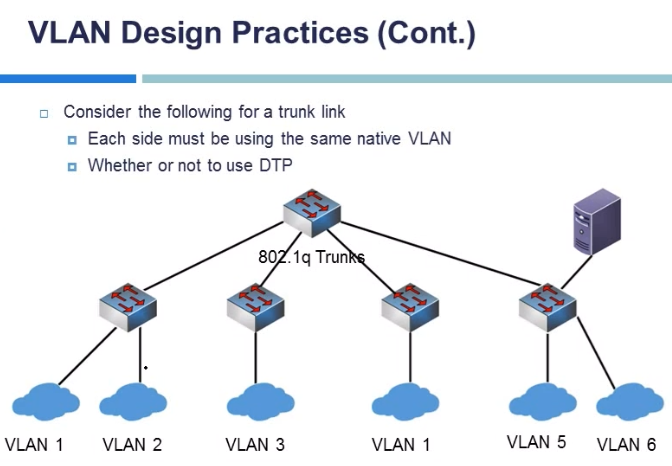 VLAN Design Practices (Cont.)
Consider the following for a trunk link
Each side must be using the same native VLAN
Whether or not to use DTP
802.1q Trunks
VLAN 1
VLAN 2
VLAN 3
VLAN 1
VLAN 5
VLAN 6